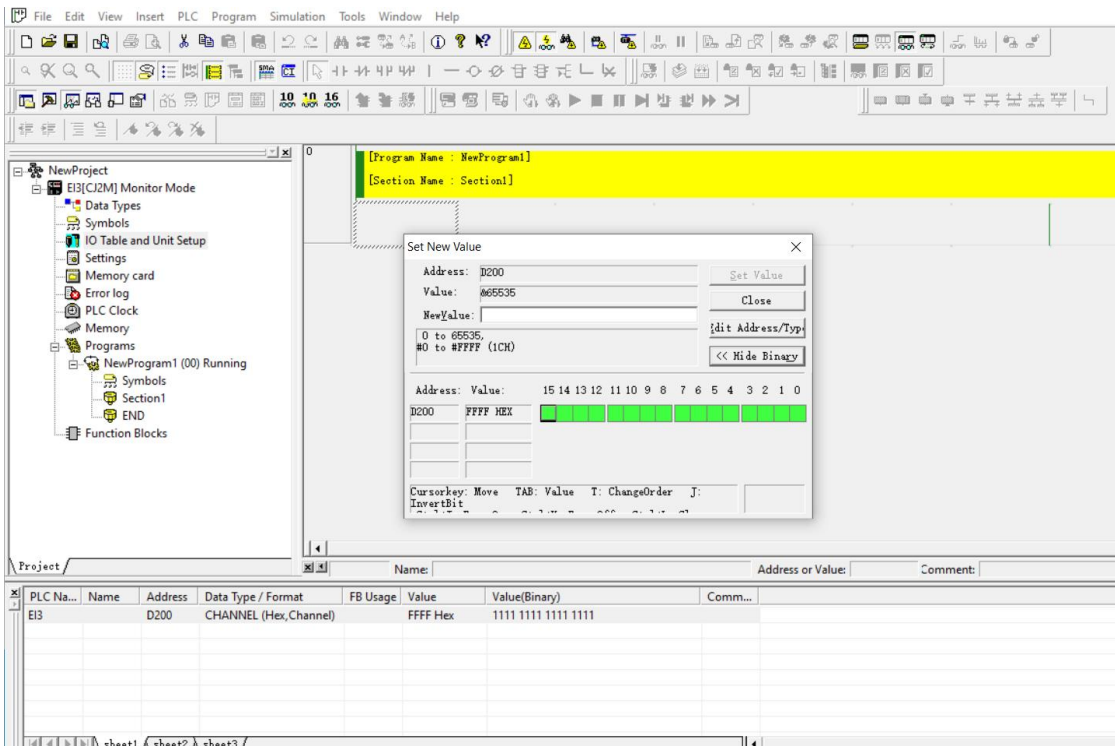 File Edit View Insert PLC Program Simulation Tools Window Help
10 10 16
NewProject
EI3[CJ2M] Monitor Mode
Data Types
Symbols
IO Table and Unit Setup
Settings
Memory card
Error log
PLC Clock
Memory
Programs
NewProgram1 (00) Running
Symbols
Section1
END
Function Blocks
Project
0
[Program Name : NewProgram1]
[Section Name : Section1]
Set New Value
Address: D200
Value: &65535
NewValue:
0 to 65535,
#0 to #FFFF (1CH)
Set Value
Close
Edit Address/Type
<< Hide Binary
Address: Value: 15 14 13 12 11 10 9 8 7 6 5 4 3 2 1 0
D200 FFFF HEX
Cursorkey: Move TAB: Value T: ChangeOrder J:
InvertBit
Name: Address or Value: Comment:
PLC Na... Name Address Data Type / Format FB Usage Value Value(Binary) Comm...
EI3 D200 CHANNEL (Hex,Channel) FFFF Hex 1111 1111 1111 1111
sheet1 sheet2 sheet3